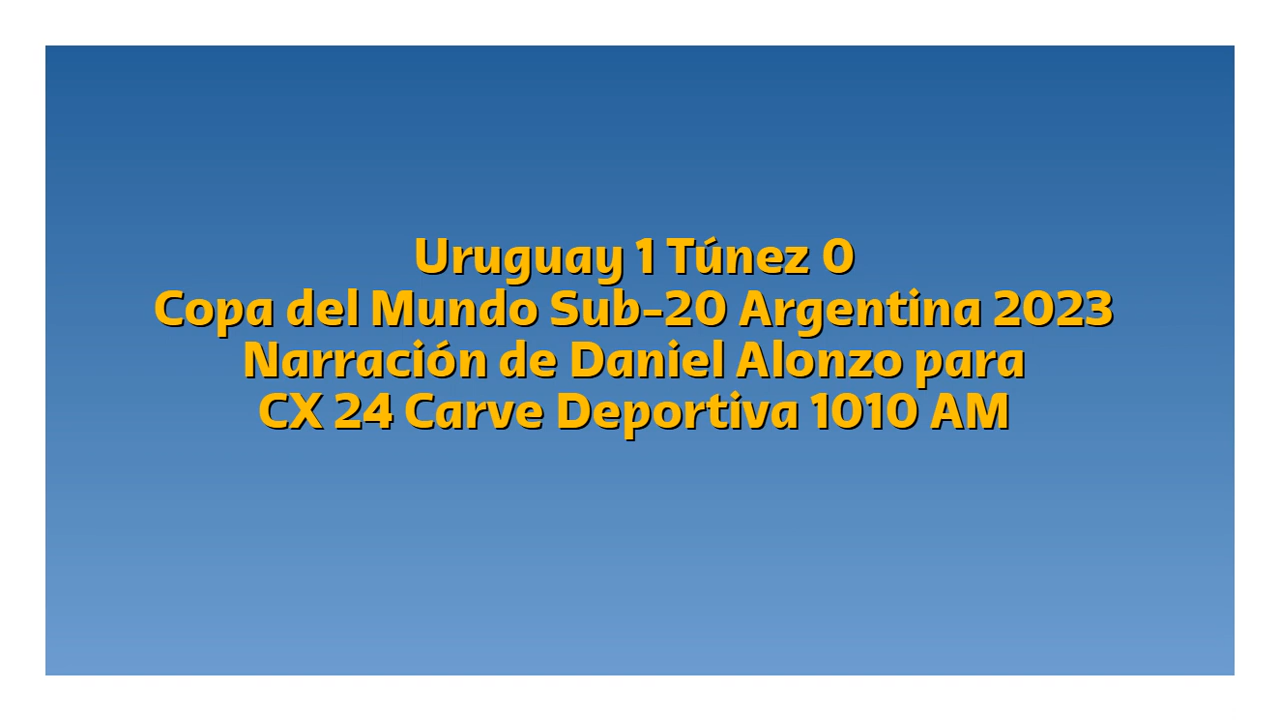 Uruguay 1 Túnez 0
Copa del Mundo Sub-20 Argentina 2023
Narración de Daniel Alonzo para
CX 24 Carve Deportiva 1010 AM